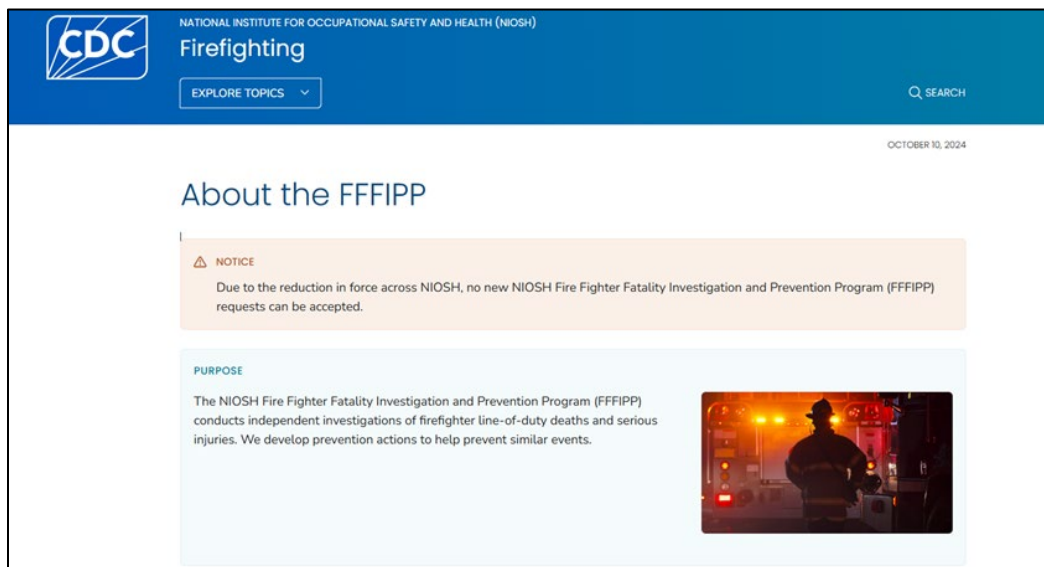 CDC
NATIONAL INSTITUTE FOR OCCUPATIONAL SAFETY AND HEALTH (NIOSH)
Firefighting
EXPLORE TOPICS
SEARCH
OCTOBER 10, 2024
About the FFFIPP
NOTICE
Due to the reduction in force across NIOSH, no new NIOSH Fire Fighter Fatality Investigation and Prevention Program (FFFIPP)
requests can be accepted.
PURPOSE
The NIOSH Fire Fighter Fatality Investigation and Prevention Program (FFFIPP)
conducts independent investigations of firefighter line-of-duty deaths and serious
injuries. We develop prevention actions to help prevent similar events.